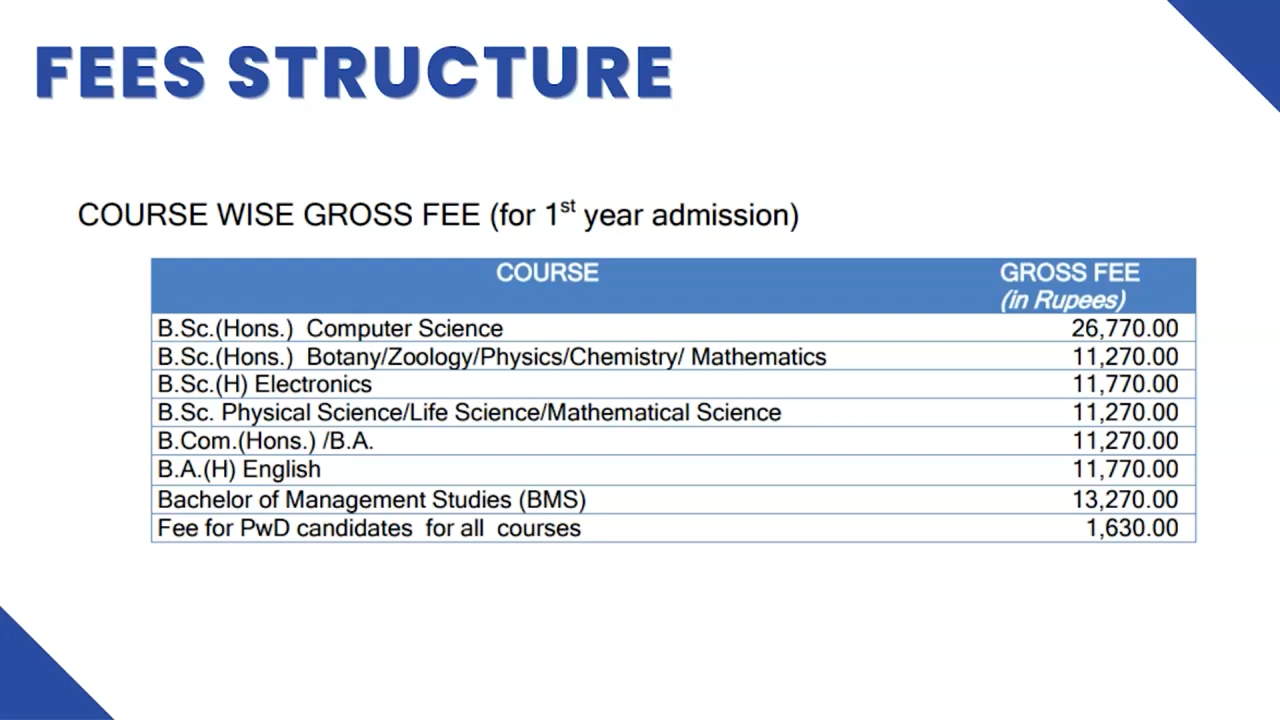 FEES STRUCTURE
COURSE WISE GROSS FEE (for 1st year admission)
COURSE GROSS FEE
(in Rupees)
B.Sc.(Hons.) Computer Science 26,770.00
B.Sc.(Hons.) Botany/Zoology/Physics/Chemistry/ Mathematics 11,270.00
B.Sc.(H) Electronics 11,770.00
B.Sc. Physical Science/Life Science/Mathematical Science 11,270.00
B.Com.(Hons.) /B.A. 11,270.00
B.A.(H) English 11,770.00
Bachelor of Management Studies (BMS) 13,270.00
Fee for PwD candidates for all courses 1,630.00